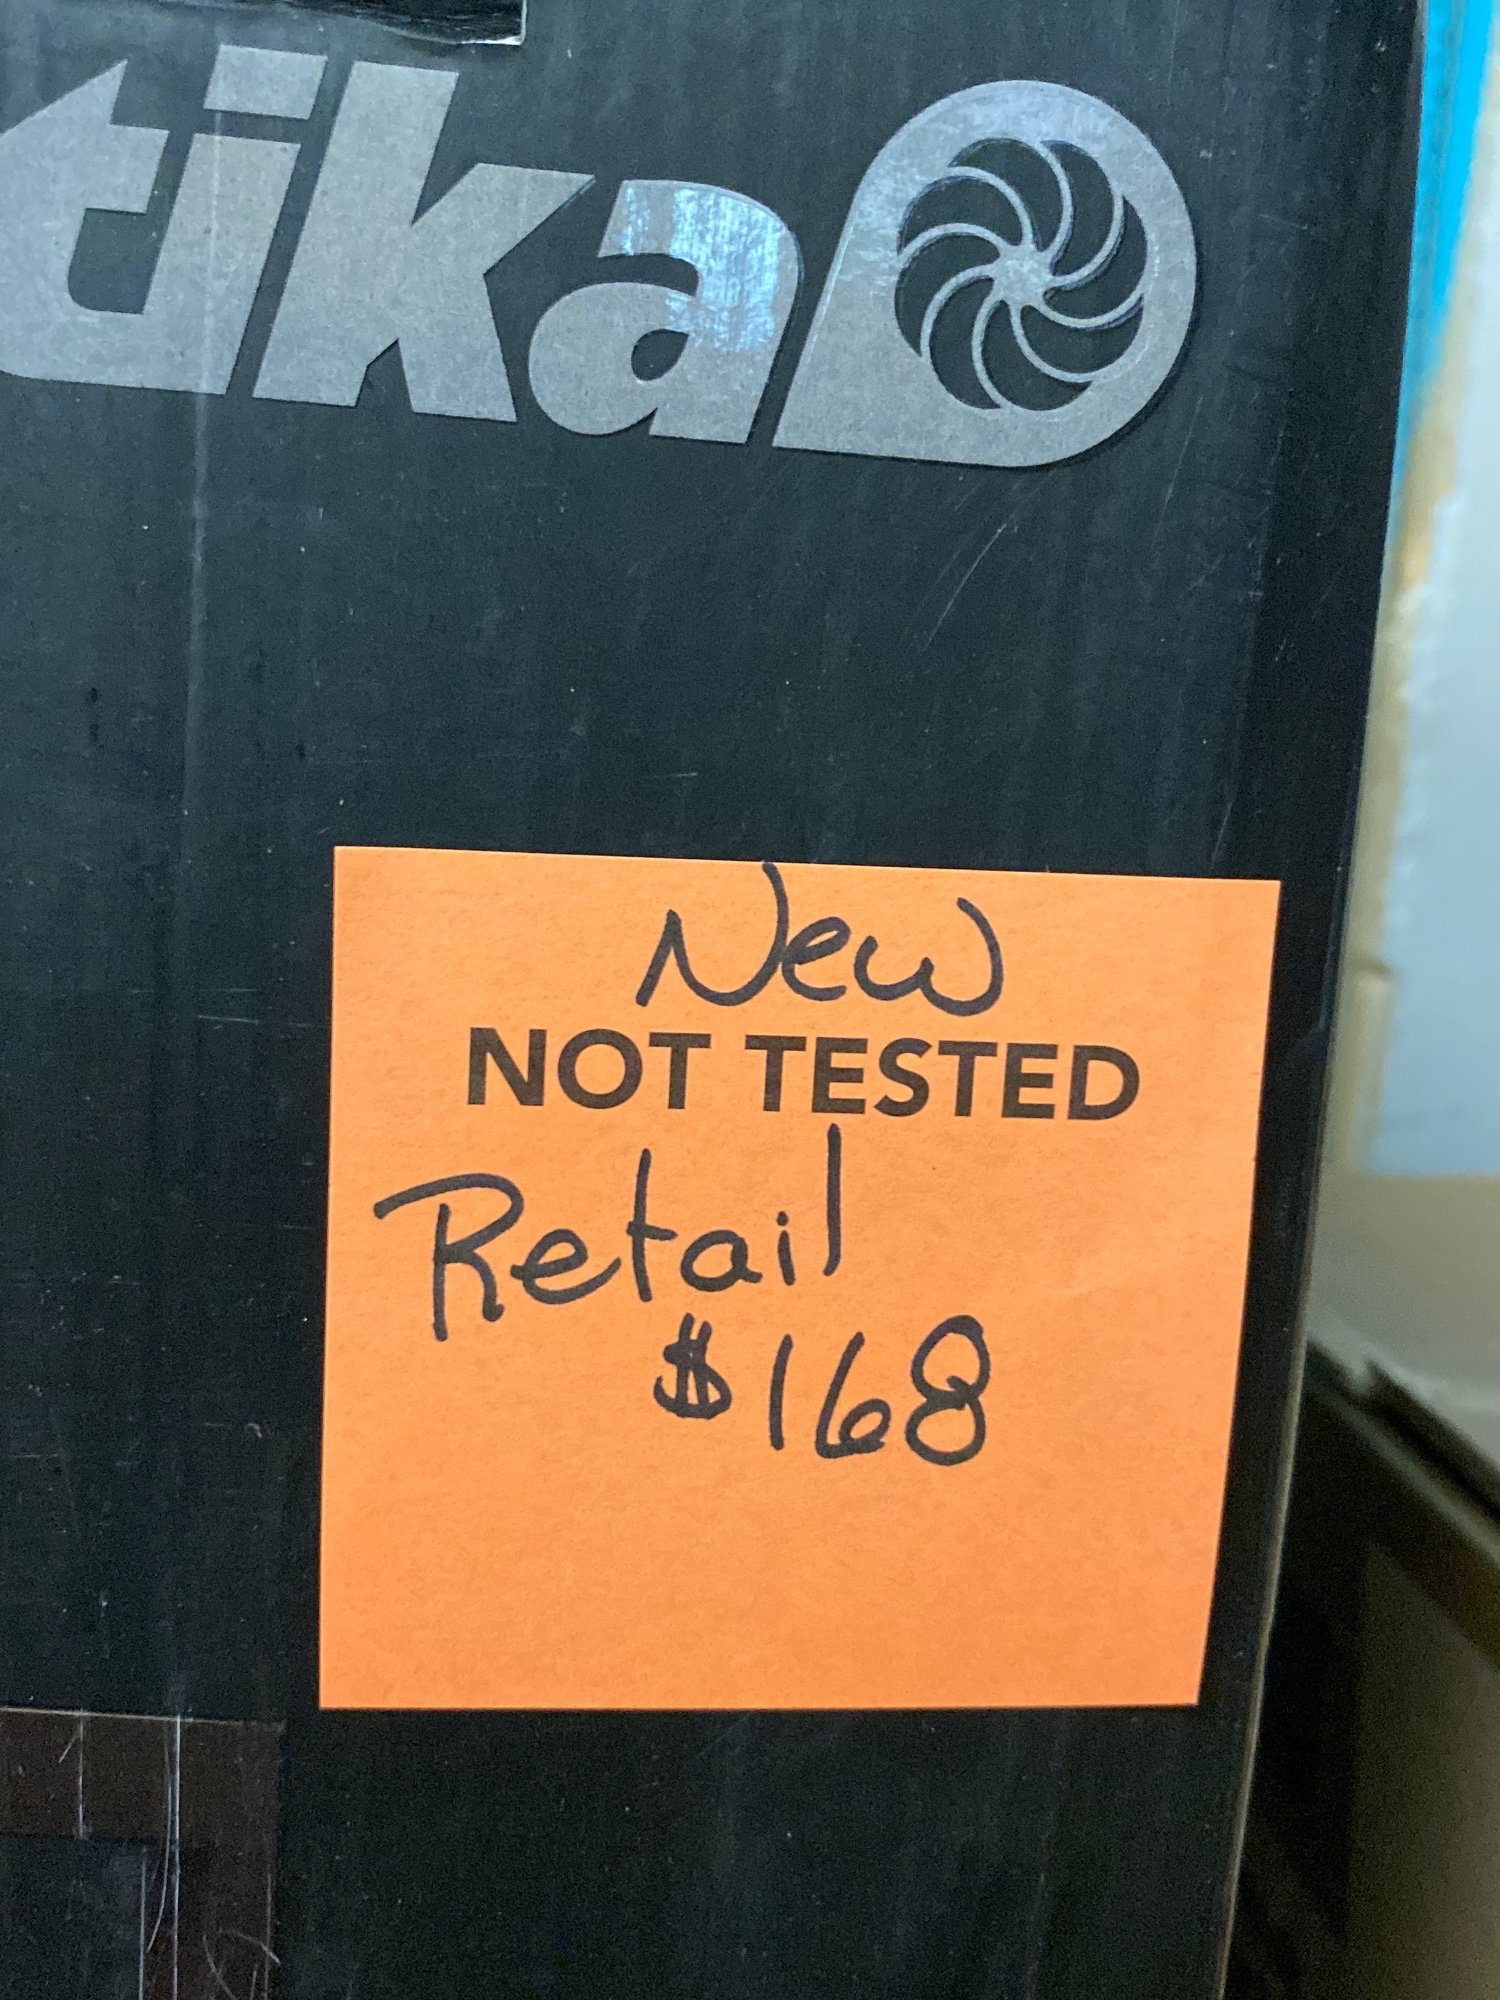 tika
New
NOT TESTED
Retail
$168